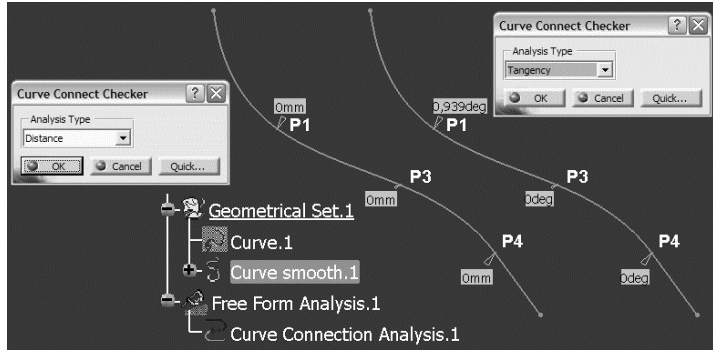 Curve Connect Checker
Analysis Type
Tangency
OK
Cancel
Quick...
Curve Connect Checker
Analysis Type
Distance
OK
Cancel
Quick...
0mm
P1
0,939deg
P1
P3
0mm
P3
0deg
P4
0mm
P4
0deg
Geometrical Set.1
Curve.1
Curve smooth.1
Free Form Analysis.1
Curve Connection Analysis.1